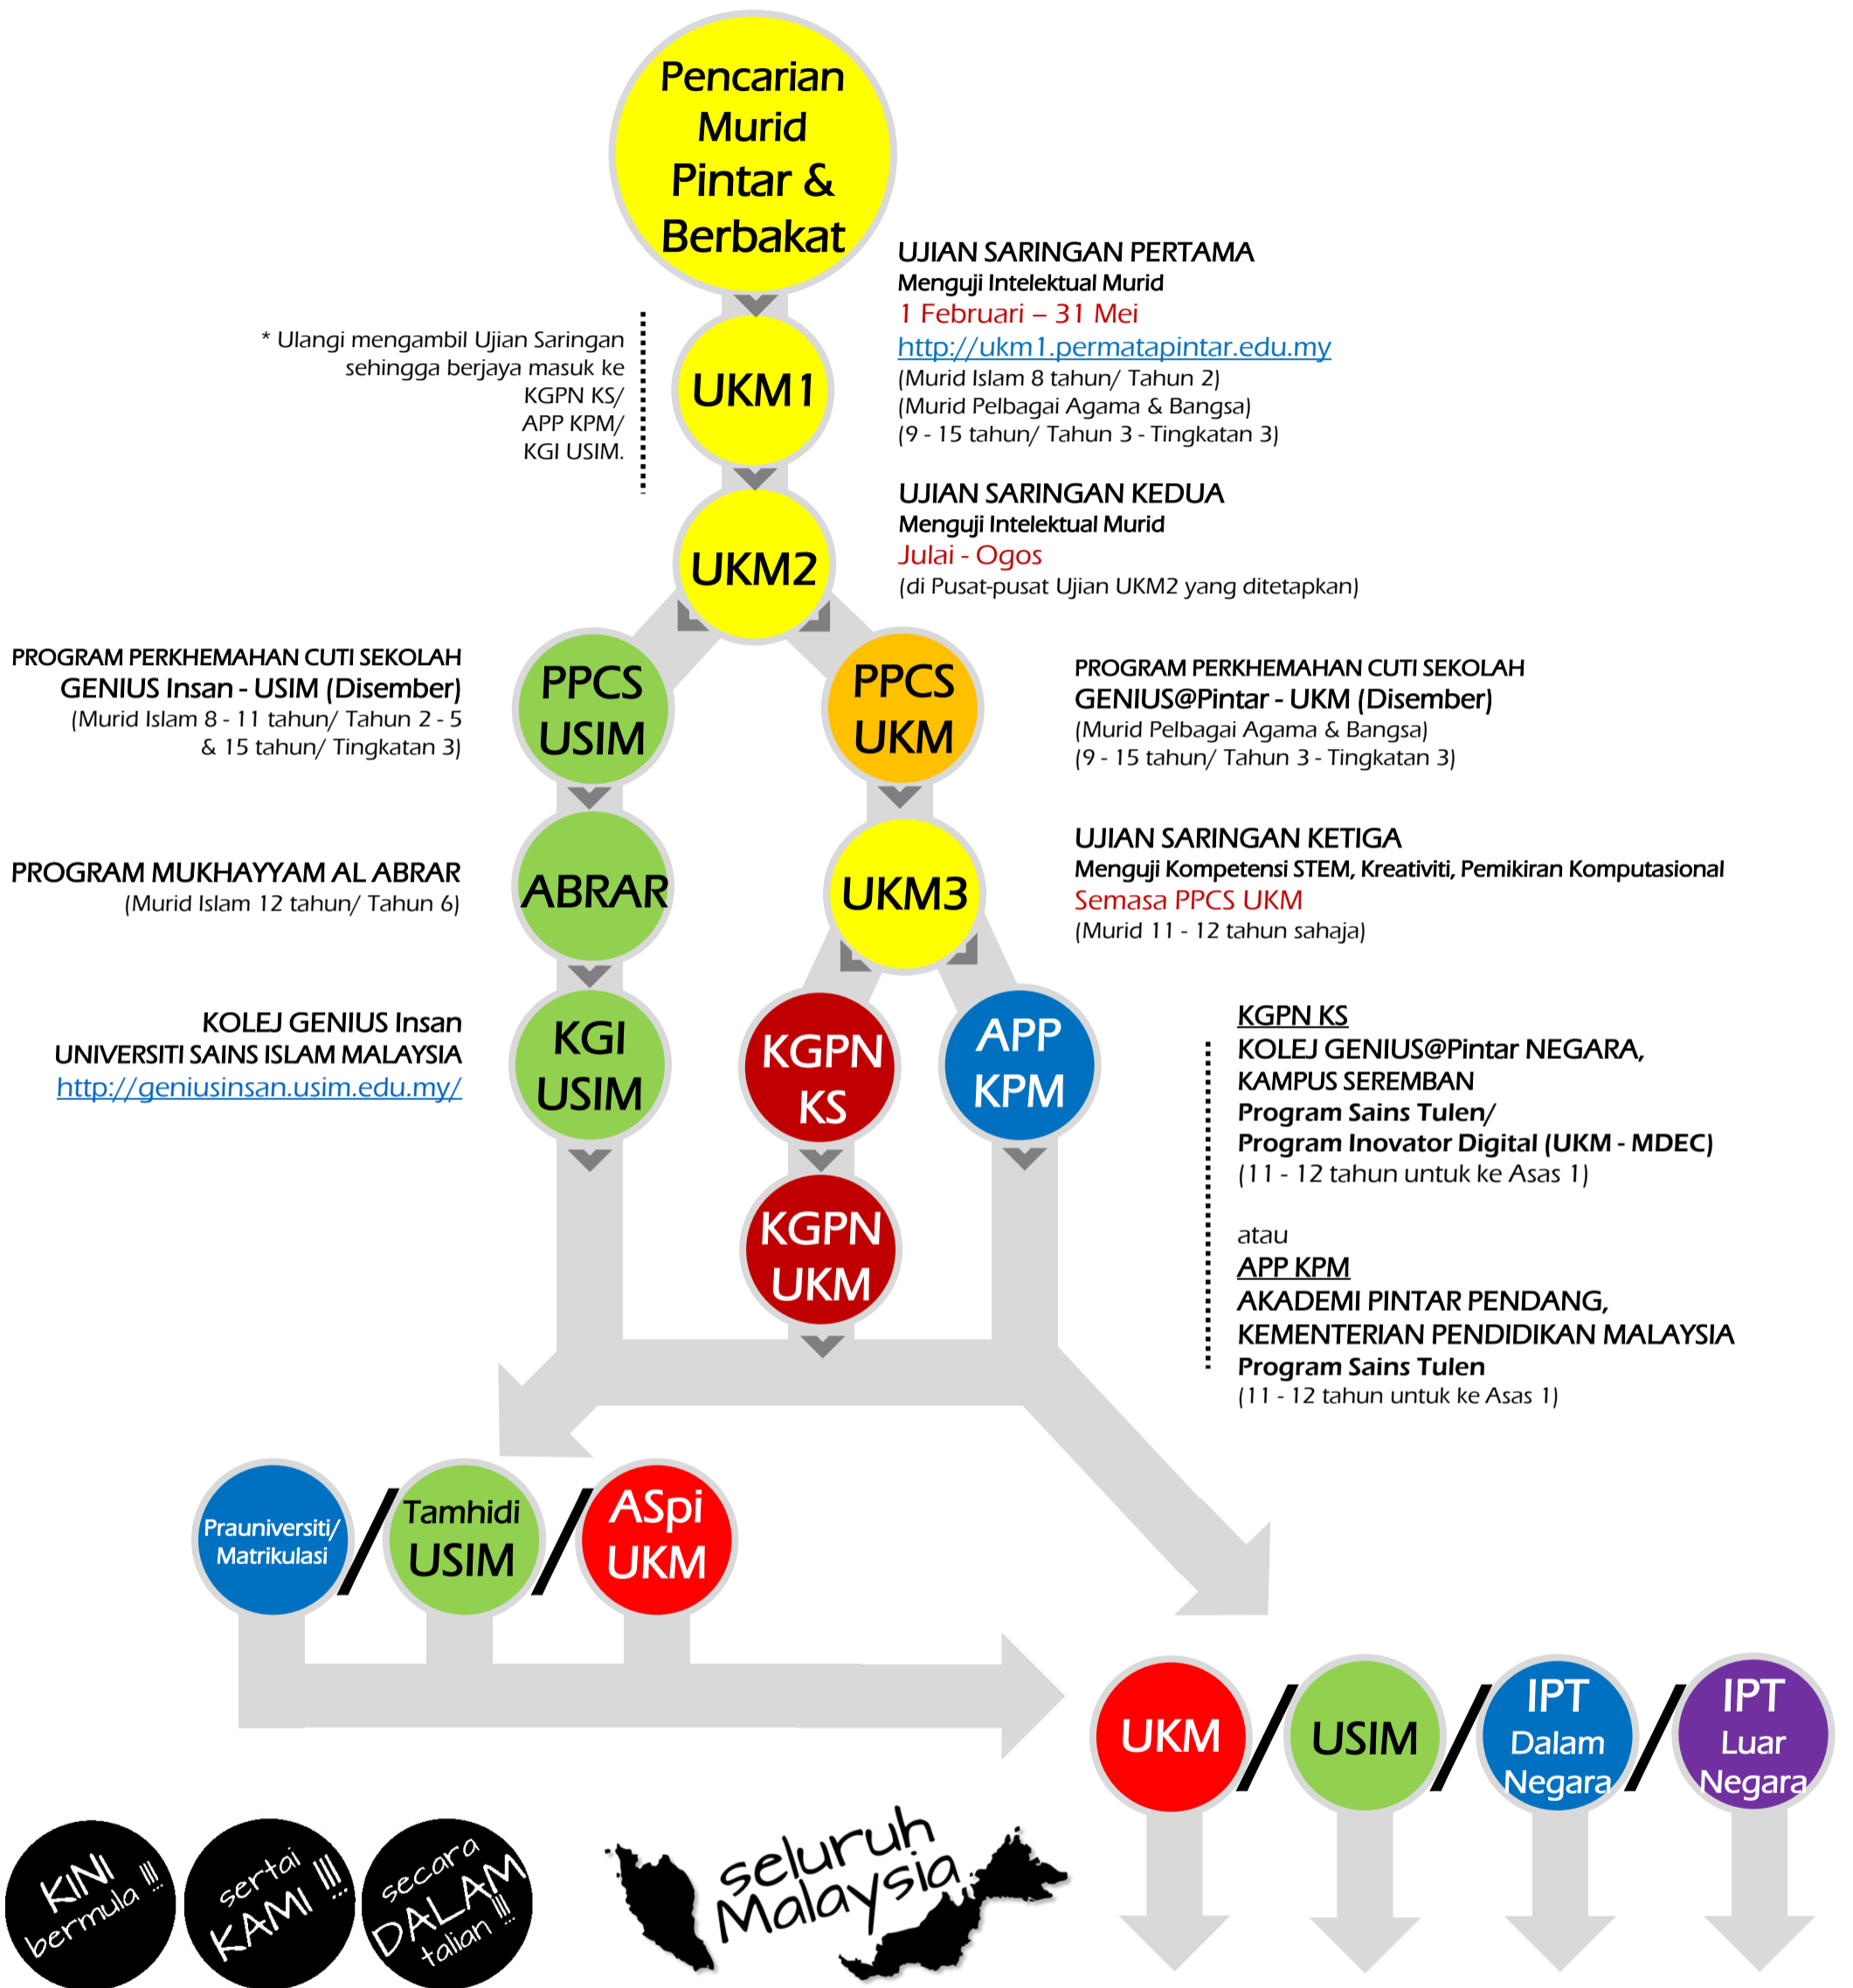 Pencarian
Murid
Pintar &
Berbakat
UJIAN SARINGAN PERTAMA
Menguji Intelektual Murid
1 Februari – 31 Mei
http://ukm1.permatapintar.edu.my
(Murid Islam 8 tahun/ Tahun 2)
(Murid Pelbagai Agama & Bangsa)
(9 - 15 tahun/ Tahun 3 - Tingkatan 3)
* Ulangi mengambil Ujian Saringan
sehingga berjaya masuk ke
KGPN KS/
APP KPM/
KGI USIM.
UKM1
UJIAN SARINGAN KEDUA
Menguji Intelektual Murid
Julai - Ogos
(di Pusat-pusat Ujian UKM2 yang ditetapkan)
UKM2
PROGRAM PERKHEMAHAN CUTI SEKOLAH
GENIUS Insan - USIM (Disember)
(Murid Islam 8 - 11 tahun/ Tahun 2 - 5
& 15 tahun/ Tingkatan 3)
PPCS
USIM
PPCS
UKM
PROGRAM PERKHEMAHAN CUTI SEKOLAH
GENIUS@Pintar - UKM (Disember)
(Murid Pelbagai Agama & Bangsa)
(9 - 15 tahun/ Tahun 3 - Tingkatan 3)
PROGRAM MUKHAYYAM AL ABRAR
(Murid Islam 12 tahun/ Tahun 6)
ABRAR
UKM3
UJIAN SARINGAN KETIGA
Menguji Kompetensi STEM, Kreativiti, Pemikiran Komputasional
Semasa PPCS UKM
(Murid 11 - 12 tahun sahaja)
KOLEJ GENIUS Insan
UNIVERSITI SAINS ISLAM MALAYSIA
http://geniusinsan.usim.edu.my/
KGI
USIM
KGPN
KS
APP
KPM
KGPN
UKM
KGPN KS
KOLEJ GENIUS@Pintar NEGARA,
KAMPUS SEREMBAN
Program Sains Tulen/
Program Inovator Digital (UKM - MDEC)
(11 - 12 tahun untuk ke Asas 1)
atau
APP KPM
AKADEMI PINTAR PENDANG,
KEMENTERIAN PENDIDIKAN MALAYSIA
Program Sains Tulen
(11 - 12 tahun untuk ke Asas 1)
Prauniversiti/
Matrikulasi
/
Tamhidi
USIM
/
ASpi
UKM
UKM
/
USIM
/
IPT
Dalam
Negara
/
IPT
Luar
Negara
KINI
bermula !!!
sertai
KAMI !!!
secara
DALAM
talian !!!
seluruh
Malaysia